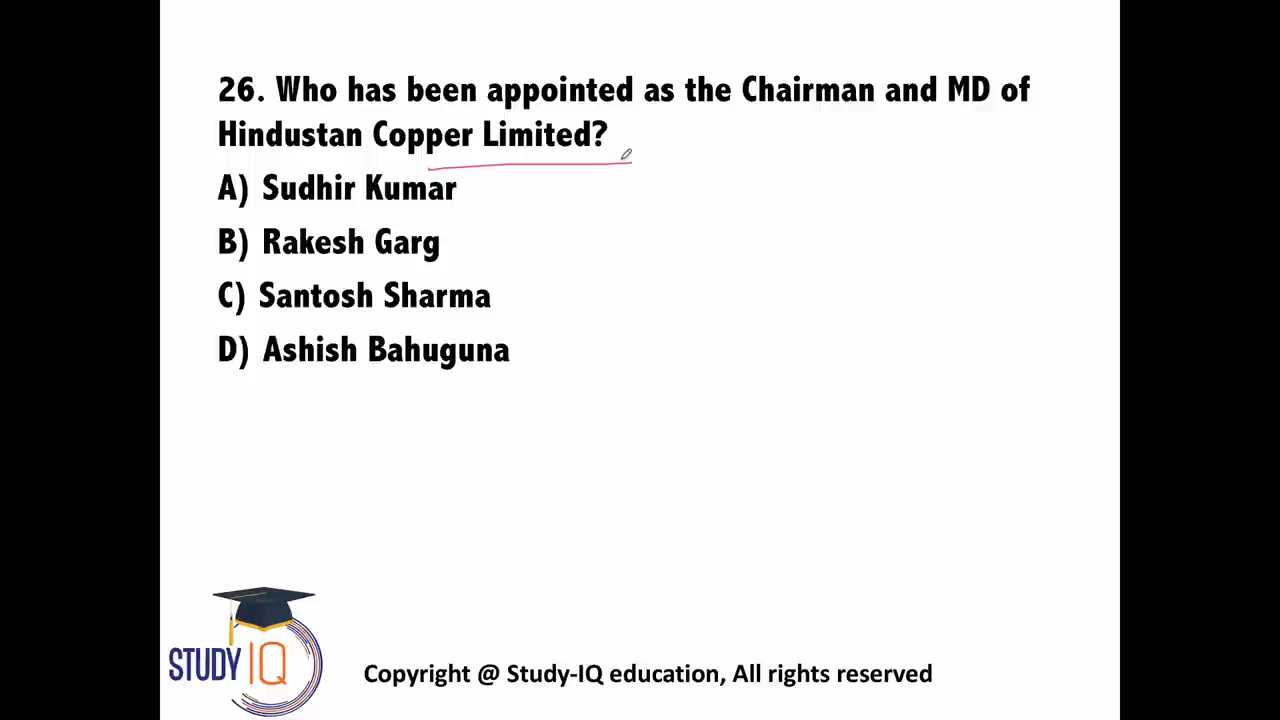 26. Who has been appointed as the Chairman and MD of
Hindustan Copper Limited?
A) Sudhir Kumar
B) Rakesh Garg
C) Santosh Sharma
D) Ashish Bahuguna
STUDY IQ
Copyright @ Study-IQ education, All rights reserved